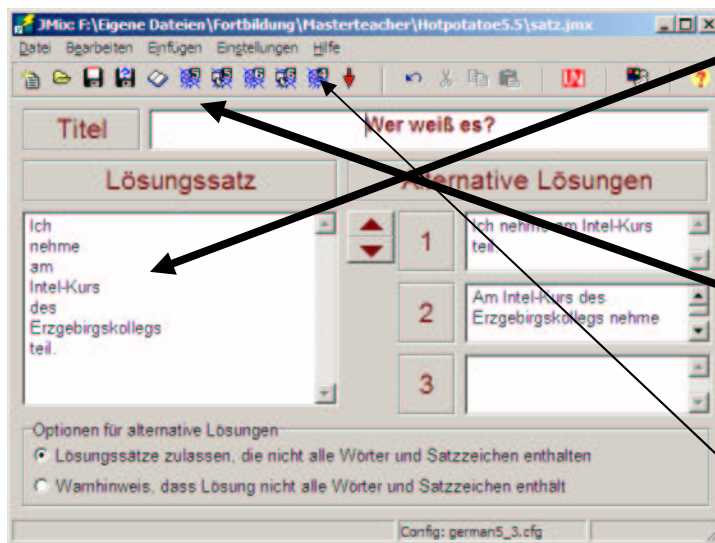 JMix: F:\Eigene Dateien\Fortbildung\Masterteacher\Hotpotatoe5.5\satz.jmx
Datei Bearbeiten Einfügen Einstellungen Hilfe
Titel
Wer weiß es?
Lösungssatz
Alternative Lösungen
Ich
nehme
am
Intel-Kurs
des
Erzgebirgskollegs
teil.
1
Ich nehme am Intel-Kurs
teil.
2
Am Intel-Kurs des
Erzgebirgskollegs nehme
3
Optionen für alternative Lösungen
Lösungssätze zulassen, die nicht alle Wörter und Satzzeichen enthalten
Warnhinweis, dass Lösung nicht alle Wörter und Satzzeichen enthält
Config: german5_3.cfg